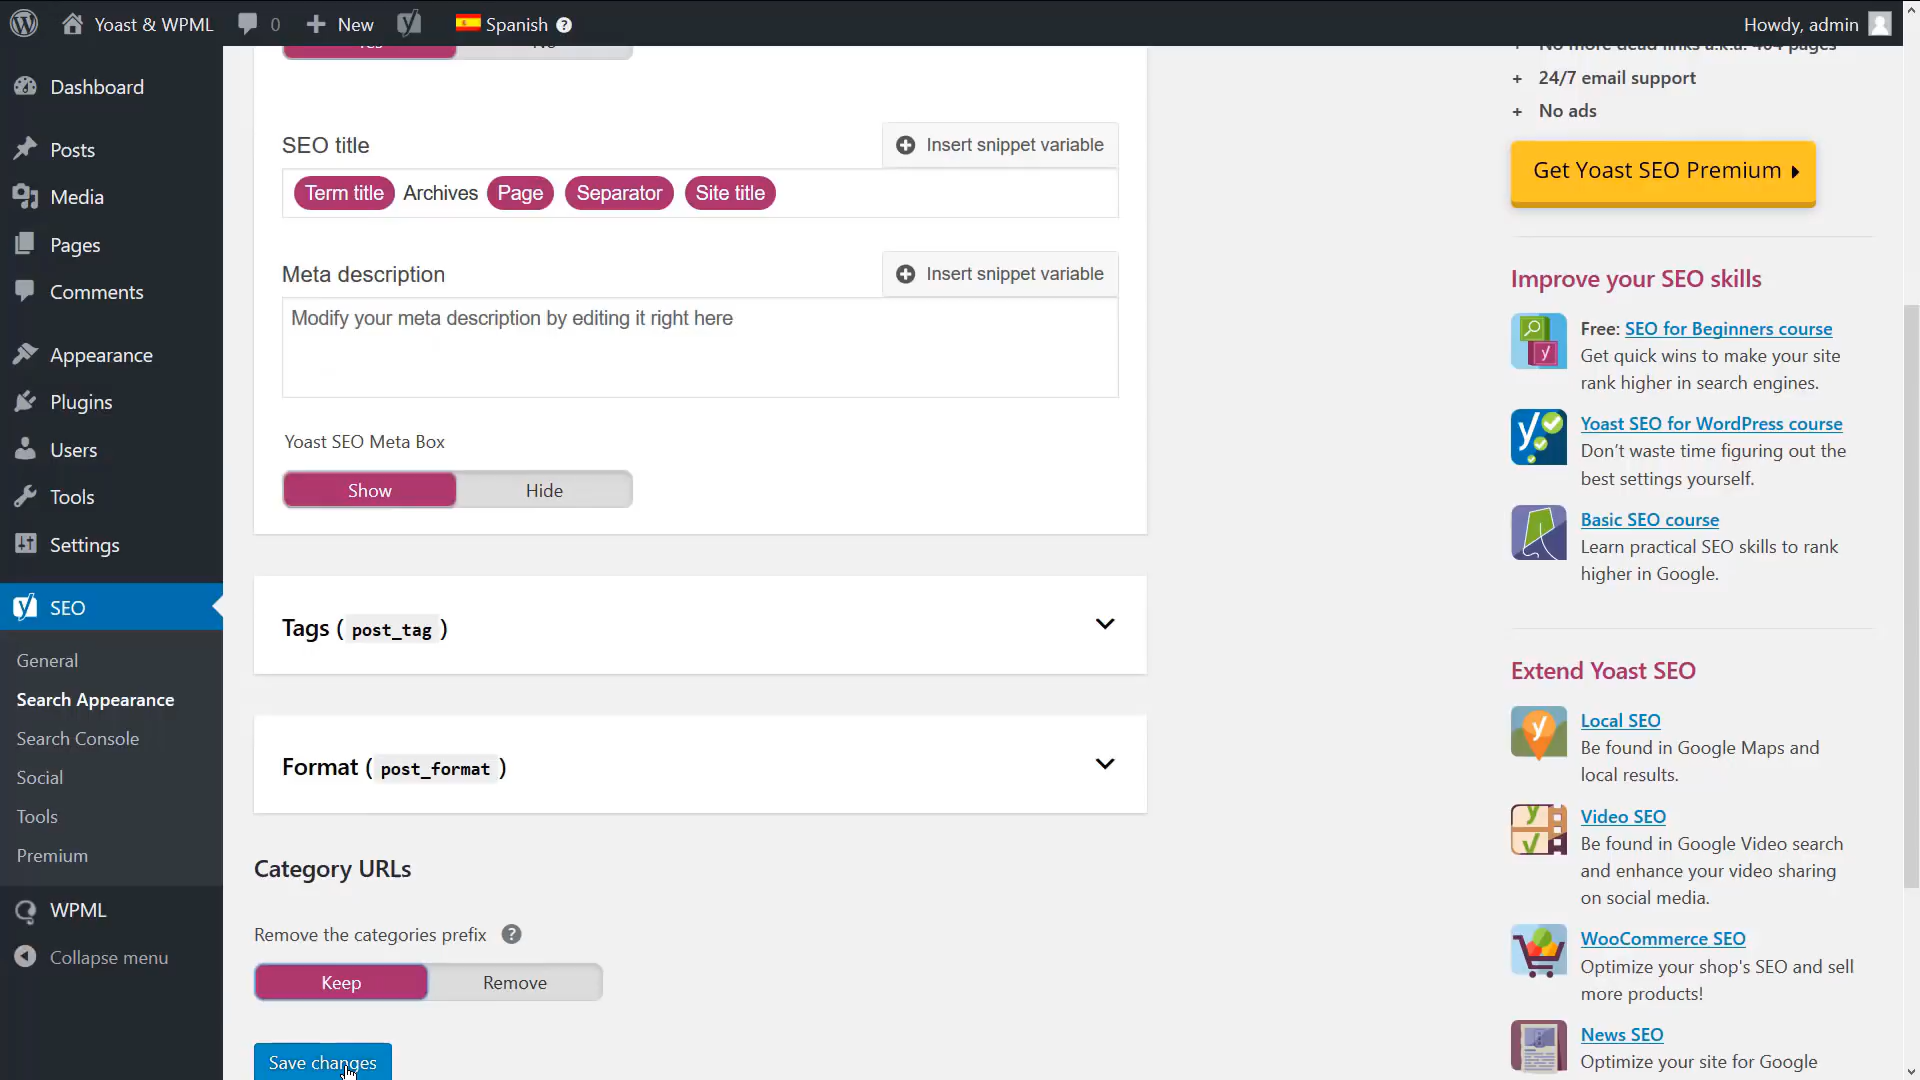 Yoast & WPML
0
New
Spanish
Howdy, admin
Dashboard
Posts
Media
Pages
Comments
Appearance
Plugins
Users
Tools
Settings
SEO
General
Search Appearance
Search Console
Social
Tools
Premium
WPML
Collapse menu
Yes
No
SEO title
Insert snippet variable
Term title Archives Page Separator Site title
Meta description
Insert snippet variable
Modify your meta description by editing it right here
Yoast SEO Meta Box
Show
Hide
Tags ( post_tag )
Format ( post_format )
Category URLs
Remove the categories prefix
Keep
Remove
Save changes
+ No more dead links a.k.a. 404 pages
+ 24/7 email support
+ No ads
Get Yoast SEO Premium
Improve your SEO skills
Free: SEO for Beginners course
Get quick wins to make your site
rank higher in search engines.
Yoast SEO for WordPress course
Don’t waste time figuring out the
best settings yourself.
Basic SEO course
Learn practical SEO skills to rank
higher in Google.
Extend Yoast SEO
Local SEO
Be found in Google Maps and
local results.
Video SEO
Be found in Google Video search
and enhance your video sharing
on social media.
WooCommerce SEO
Optimize your shop's SEO and sell
more products!
News SEO
Optimize your site for Google